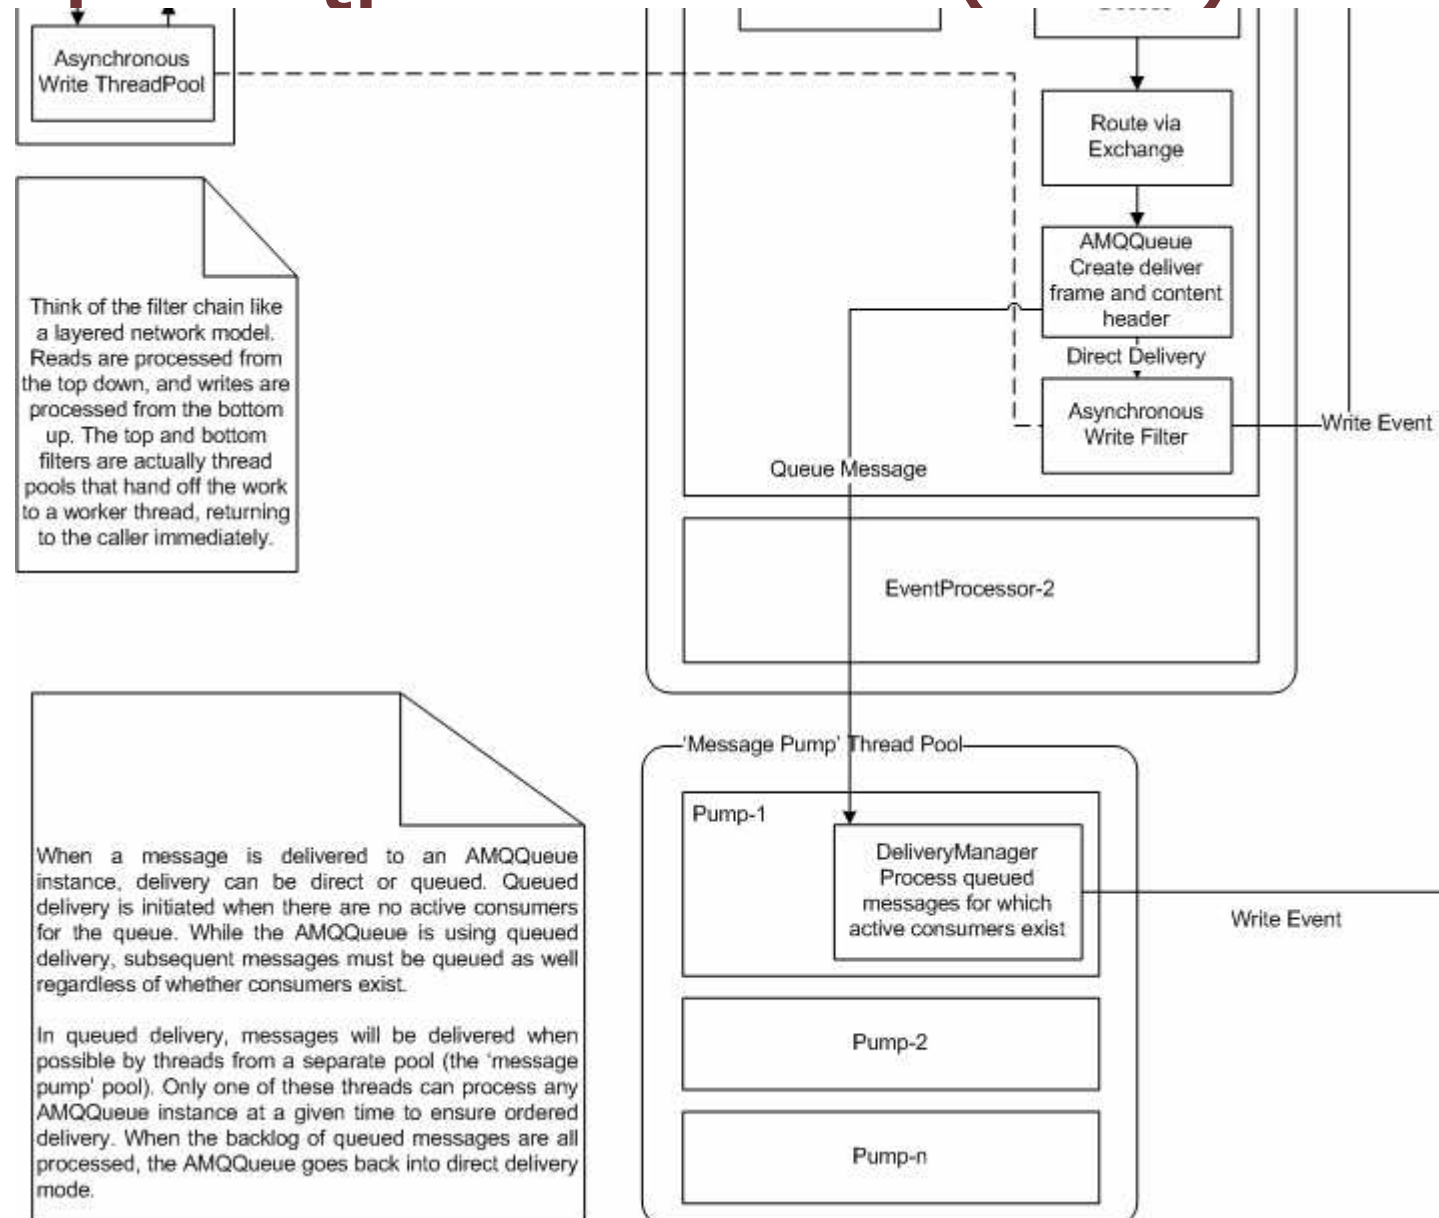 Asynchronous
Write ThreadPool
Route via
Exchange
AMQQueue
Create deliver
frame and content
header
Direct Delivery
Asynchronous
Write Filter
Write Event
Queue Message
Think of the filter chain like
a layered network model.
Reads are processed from
the top down, and writes are
processed from the bottom
up. The top and bottom
filters are actually thread
pools that hand off the work
to a worker thread, returning
to the caller immediately.
EventProcessor-2
'Message Pump' Thread Pool
Pump-1
DeliveryManager
Process queued
messages for which
active consumers exist
Write Event
Pump-2
Pump-n
When a message is delivered to an AMQQueue
instance, delivery can be direct or queued. Queued
delivery is initiated when there are no active consumers
for the queue. While the AMQQueue is using queued
delivery, subsequent messages must be queued as well
regardless of whether consumers exist.
In queued delivery, messages will be delivered when
possible by threads from a separate pool (the 'message
pump' pool). Only one of these threads can process any
AMQQueue instance at a given time to ensure ordered
delivery. When the backlog of queued messages are all
processed, the AMQQueue goes back into direct delivery
mode.